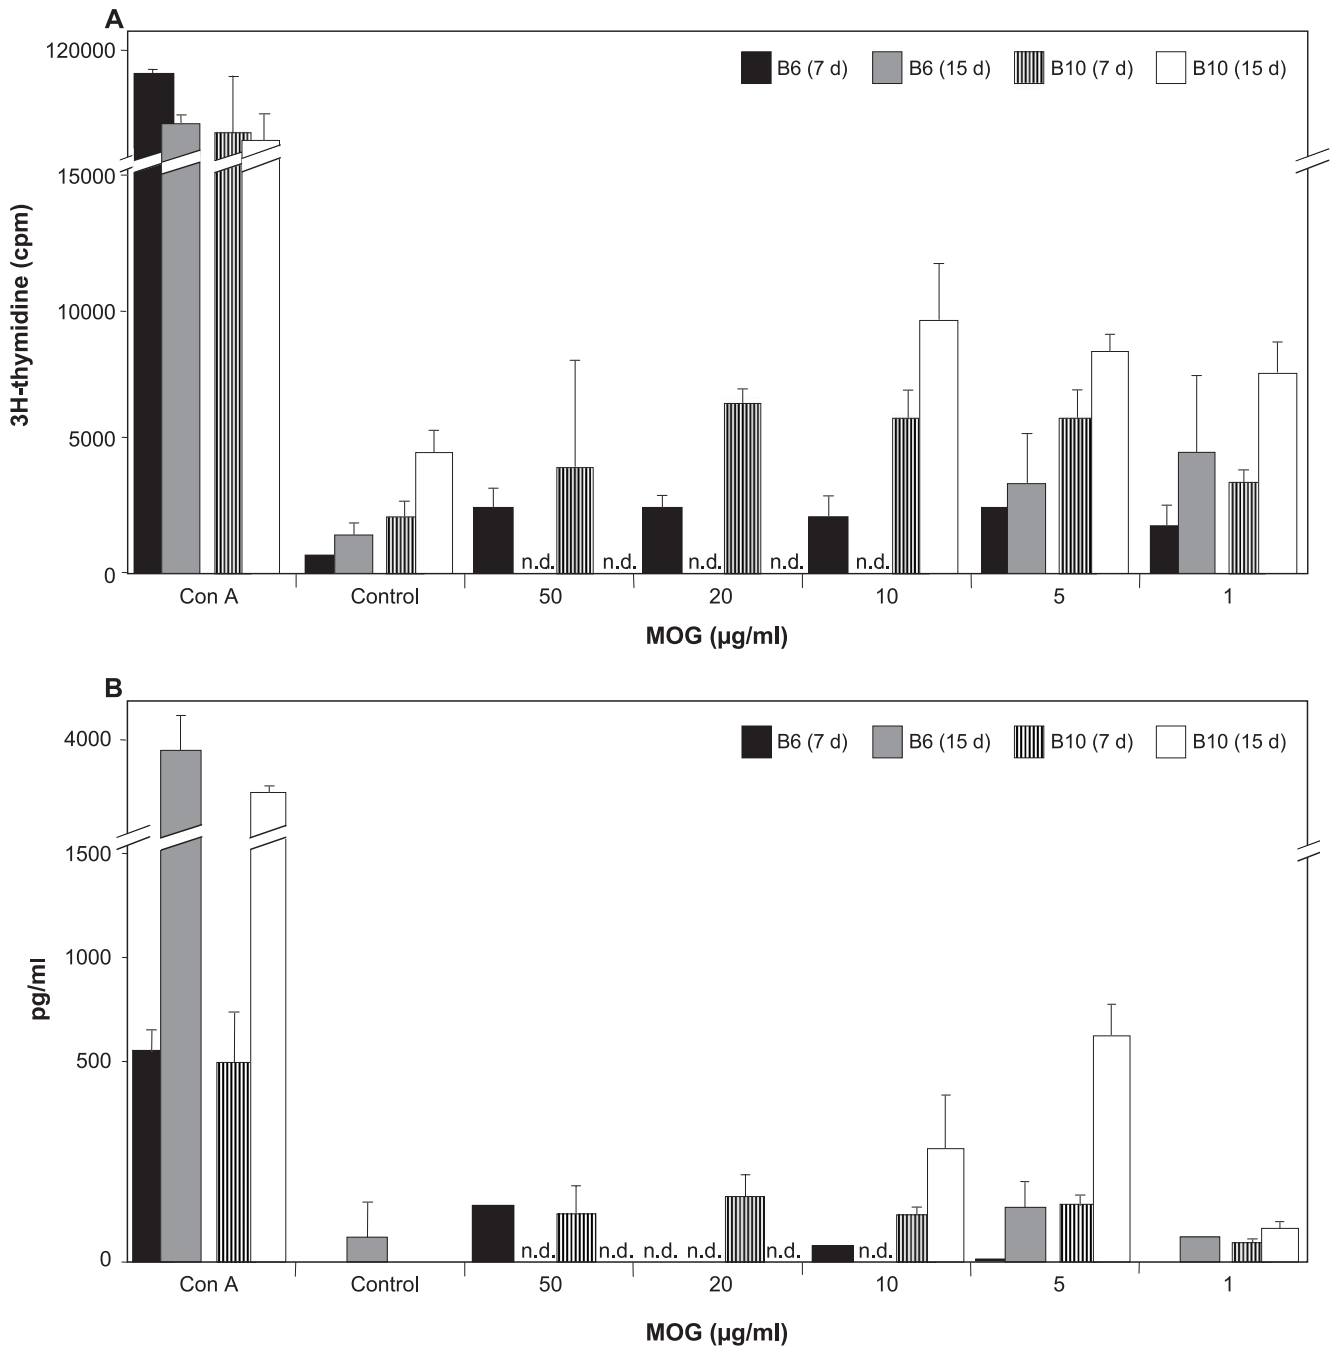 A
120000
B6 (7 d) B6 (15 d) B10 (7 d) B10 (15 d)
15000
3H-thymidine (cpm)
10000
5000
n.d. n.d. n.d. n.d. n.d.
0
Con A Control 50 20 10 5 1
MOG (µg/ml)
B
4000
B6 (7 d) B6 (15 d) B10 (7 d) B10 (15 d)
1500
1000
pg/ml
500
n.d. n.d. n.d. n.d. n.d. n.d.
0
Con A Control 50 20 10 5 1
MOG (µg/ml)